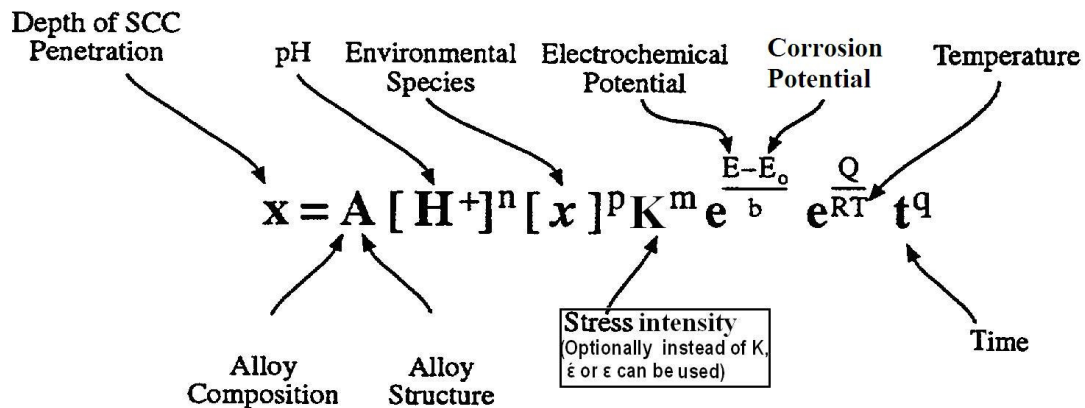 Depth of SCC
Penetration
pH
Environmental
Species
Electrochemical
Potential
Corrosion
Potential
Temperature
x = A [ H⁺]ⁿ [ x ]ᵖ Kᵐ e^((E-Eₒ)/b) e^(Q/RT) t^q
Alloy
Composition
Alloy
Structure
Stress intensity
(Optionally instead of K,
ἐ or ε can be used)
Time